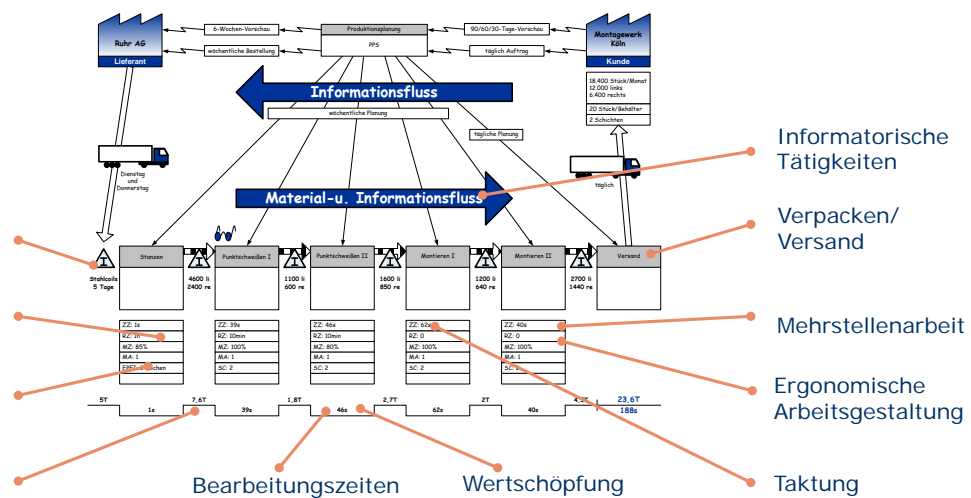 Ruhr AG
Lieferant
6-Wochen-Vorschau
wöchentliche Bestellung
Produktionsplanung
PPS
90/60/30-Tage-Vorschau
täglich Auftrag
Montagewerk
Köln
Kunde
18.400 Stück/Monat
12.000 links
6.400 rechts
20 Stück/Behälter
2 Schichten
Informationsfluss
wöchentliche Planung
tägliche Planung
Dienstag
und
Donnerstag
täglich
Material-u. Informationsfluss
Informatorische
Tätigkeiten
Verpacken/
Versand
I
Stahlcoils
5 Tage
Stanzen
I
4600 li
2400 re
Punktschweißen I
I
1100 li
600 re
Punktschweißen II
I
1600 li
850 re
Montieren I
I
1200 li
640 re
Montieren II
I
2700 li
1440 re
Versand
ZZ: 1s
RZ: 1h
MZ: 85%
MA: 1
ZZ: 39s
RZ: 10min
MZ: 100%
MA: 1
SC: 2
ZZ: 46s
RZ: 10min
MZ: 80%
MA: 1
SC: 2
ZZ: 62s
RZ: 0
MZ: 100%
MA: 1
SC: 2
ZZ: 40s
RZ: 0
MZ: 100%
MA: 1
SC: 2
Mehrstellenarbeit
Ergonomische
Arbeitsgestaltung
5T
1s
7,6T
39s
1,8T
46s
2,7T
62s
2T
40s
23,6T
188s
Bearbeitungszeiten
Wertschöpfung
Taktung